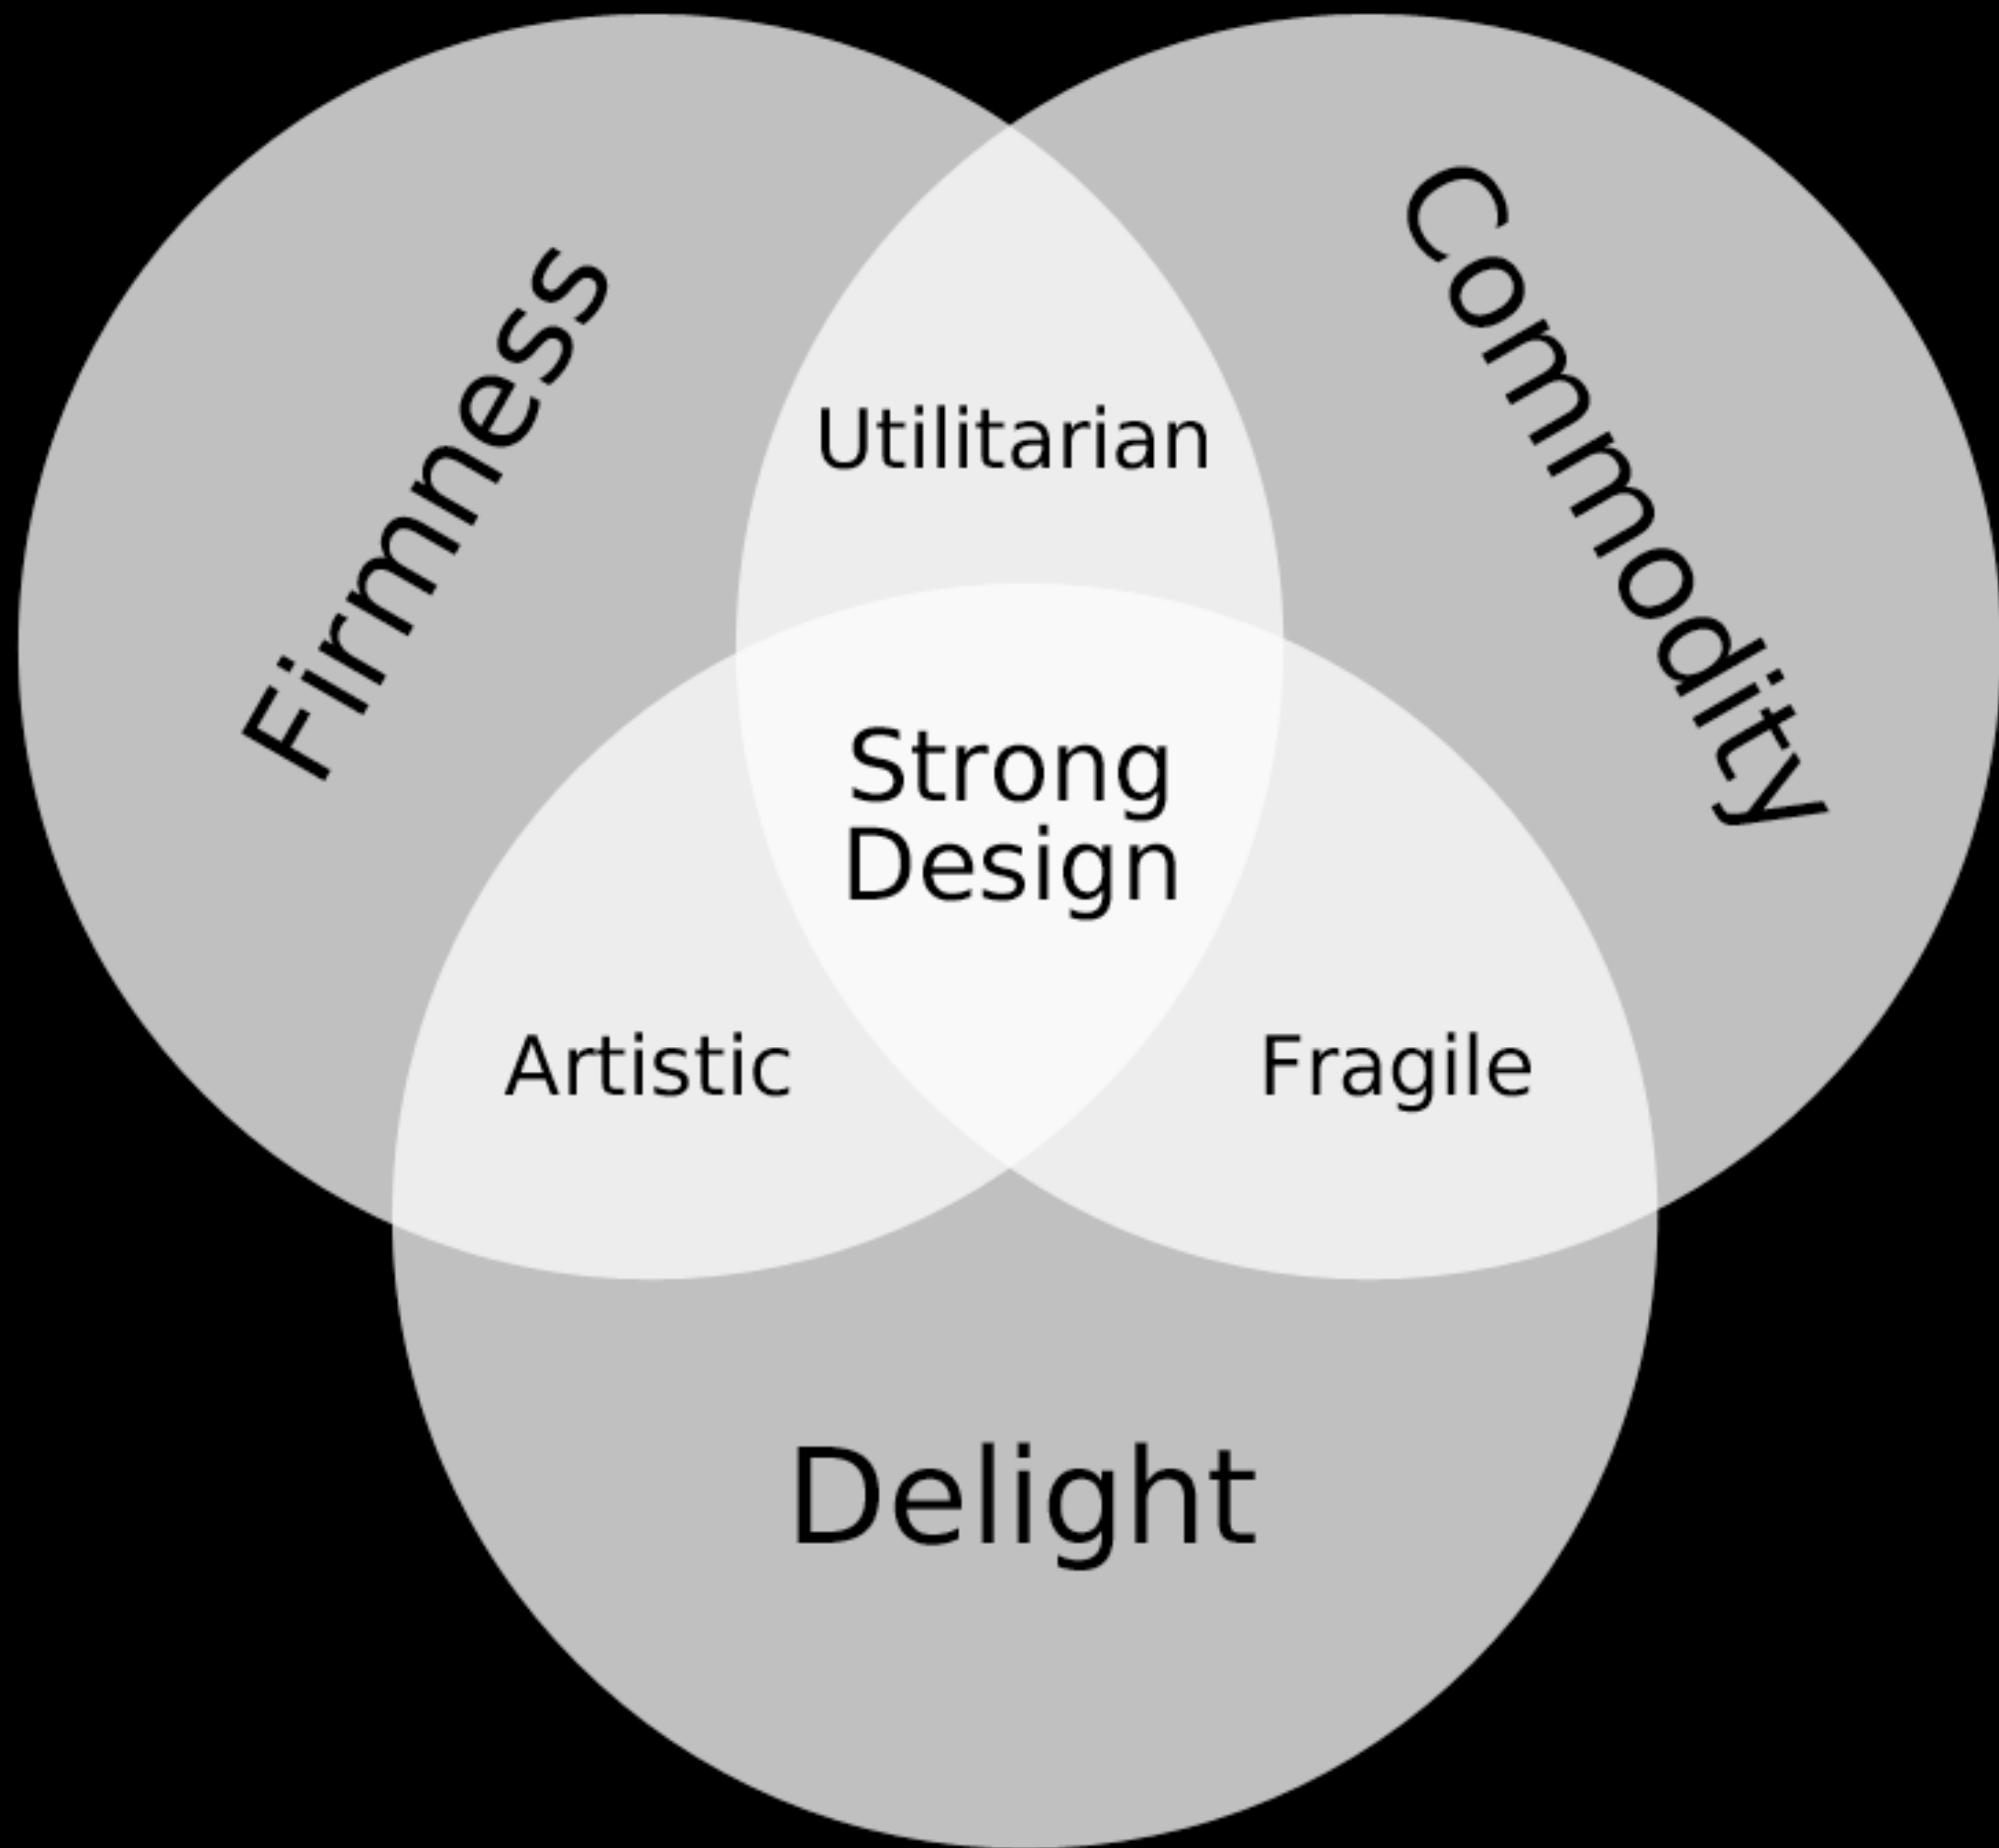 Firmness
Commodity
Utilitarian
Strong
Design
Artistic
Fragile
Delight